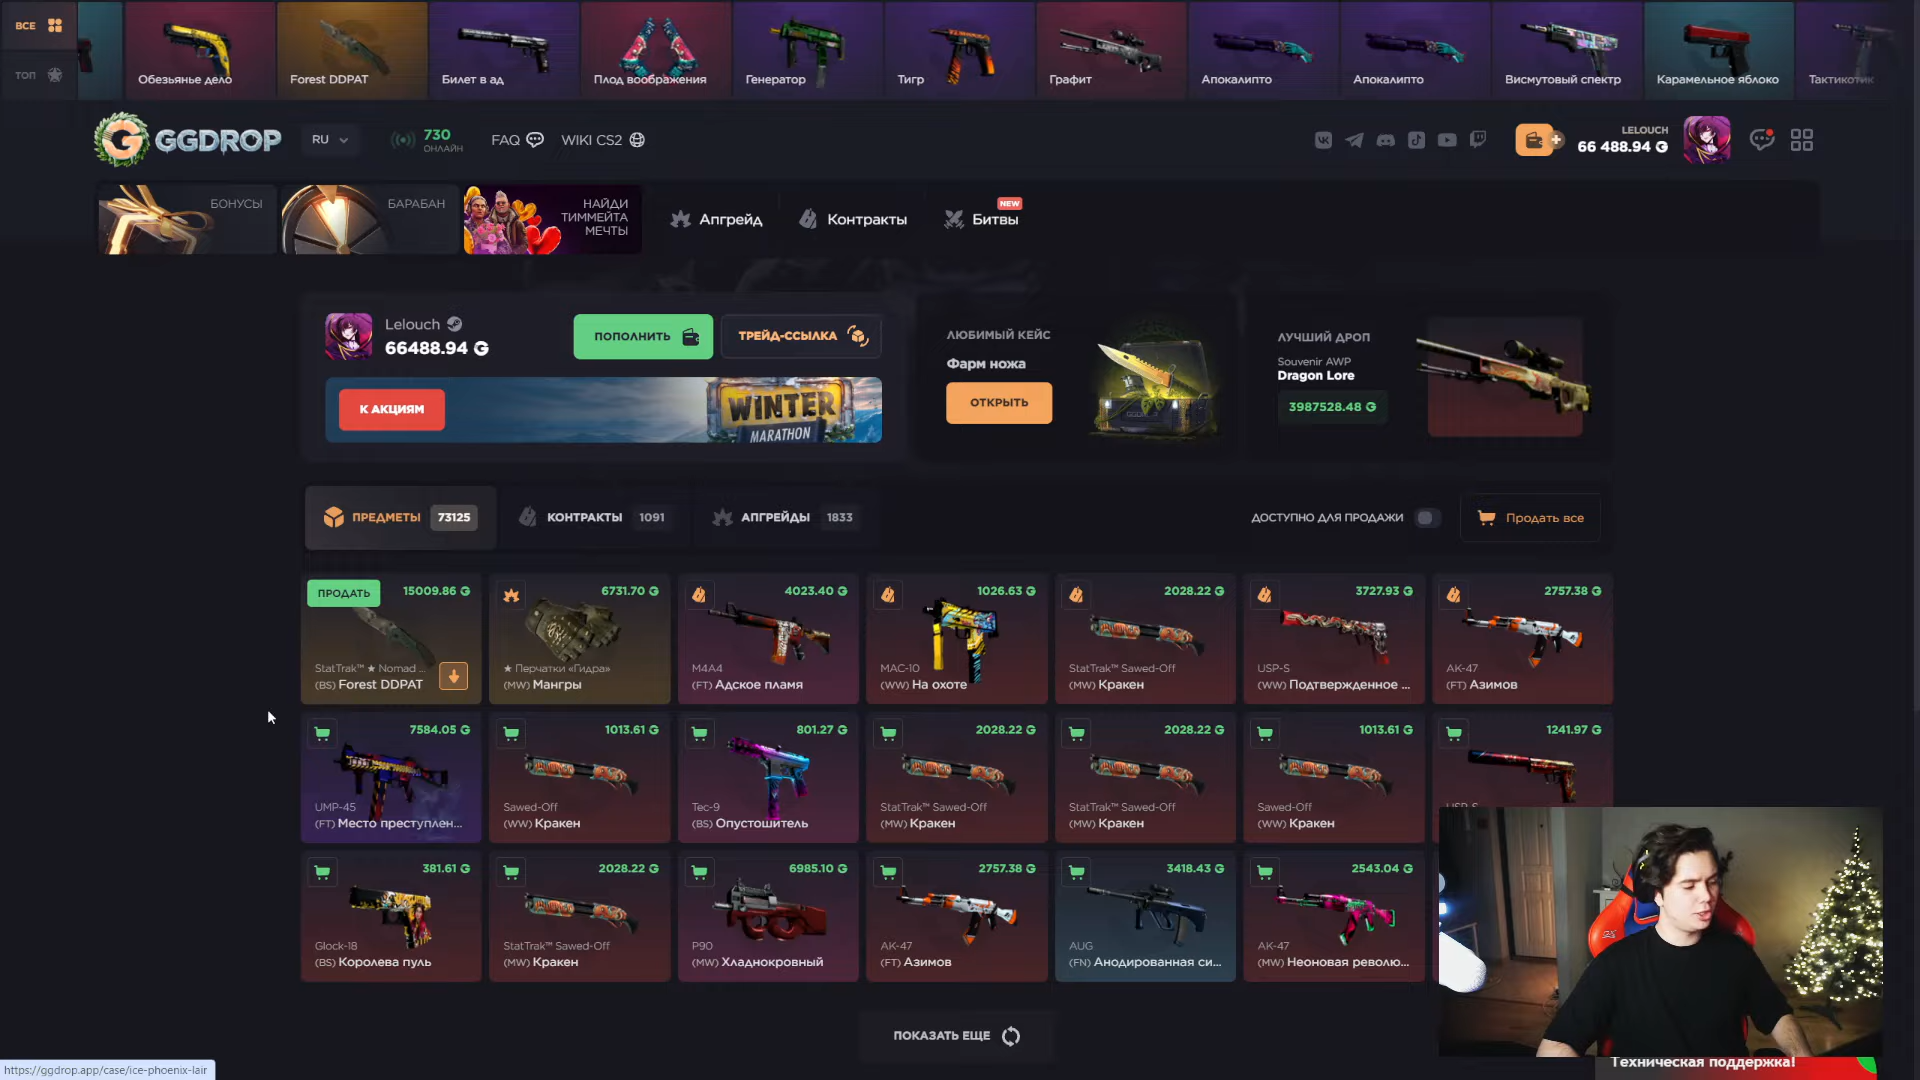 ВСЕ
ТОП
Обезьянье дело
Forest DDPAT
Билет в ад
Плод воображения
Генератор
Тигр
Графит
Апокалипто
Апокалипто
Висмутовый спектр
Карамельное яблоко
Тактикотик
GGDROP
RU
730
ОНЛАЙН
FAQ
WIKI CS2
LELOUCH
66 488.94 G
БОНУСЫ
БАРАБАН
НАЙДИ
ТИММЕЙТА
МЕЧТЫ
Апгрейд
Контракты
NEW
Битвы
Lelouch
66488.94 G
ПОПОЛНИТЬ
ТРЕЙД-ССЫЛКА
К АКЦИЯМ
WINTER
MARATHON
ЛЮБИМЫЙ КЕЙС
Фарм ножа
ОТКРЫТЬ
ЛУЧШИЙ ДРОП
Souvenir AWP
Dragon Lore
3987528.48 G
ПРЕДМЕТЫ 73125
КОНТРАКТЫ 1091
АПГРЕЙДЫ 1833
ДОСТУПНО ДЛЯ ПРОДАЖИ
Продать все
ПРОДАТЬ 15009.86 G
StatTrak™ ★ Nomad ...
(BS) Forest DDPAT
6731.70 G
★ Перчатки «Гидра»
(MW) Мангры
4023.40 G
M4A4
(FT) Адское пламя
1026.63 G
MAC-10
(WW) На охоте
2028.22 G
StatTrak™ Sawed-Off
(MW) Кракен
3727.93 G
USP-S
(WW) Подтвержденное ...
2757.38 G
AK-47
(FT) Азимов
7584.05 G
UMP-45
(FT) Место преступлен...
1013.61 G
Sawed-Off
(WW) Кракен
801.27 G
Tec-9
(BS) Опустошитель
2028.22 G
StatTrak™ Sawed-Off
(MW) Кракен
2028.22 G
StatTrak™ Sawed-Off
(MW) Кракен
1013.61 G
Sawed-Off
(WW) Кракен
1241.97 G
USP-S
381.61 G
Glock-18
(BS) Королева пуль
2028.22 G
StatTrak™ Sawed-Off
(MW) Кракен
6985.10 G
P90
(MW) Хладнокровный
2757.38 G
AK-47
(FT) Азимов
3418.43 G
AUG
(FN) Анодированная си...
2543.04 G
AK-47
(MW) Неоновая револю...
ПОКАЗАТЬ ЕЩЕ
Техническая поддержка!
https://ggdrop.app/case/ice-phoenix-lair